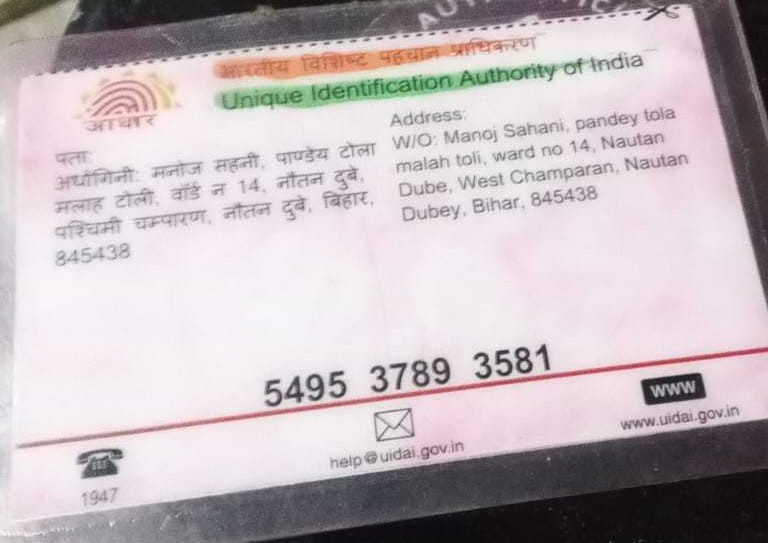 भारतीय विशिष्ट पहचान प्राधिकरण
Unique Identification Authority of India
आधार
पता:
अर्धांगिनी: मनोज सहनी, पाण्डेय टोला
मलाह टोली, वॉर्ड न 14, नौतन दुबे,
पश्चिमी चम्पारण, नौतन दुबे, बिहार,
845438
Address:
W/O: Manoj Sahani, pandey tola
malah toli, ward no 14, Nautan
Dube, West Champaran, Nautan
Dubey, Bihar, 845438
5495 3789 3581
1947
help@uidai.gov.in
www
www.uidai.gov.in